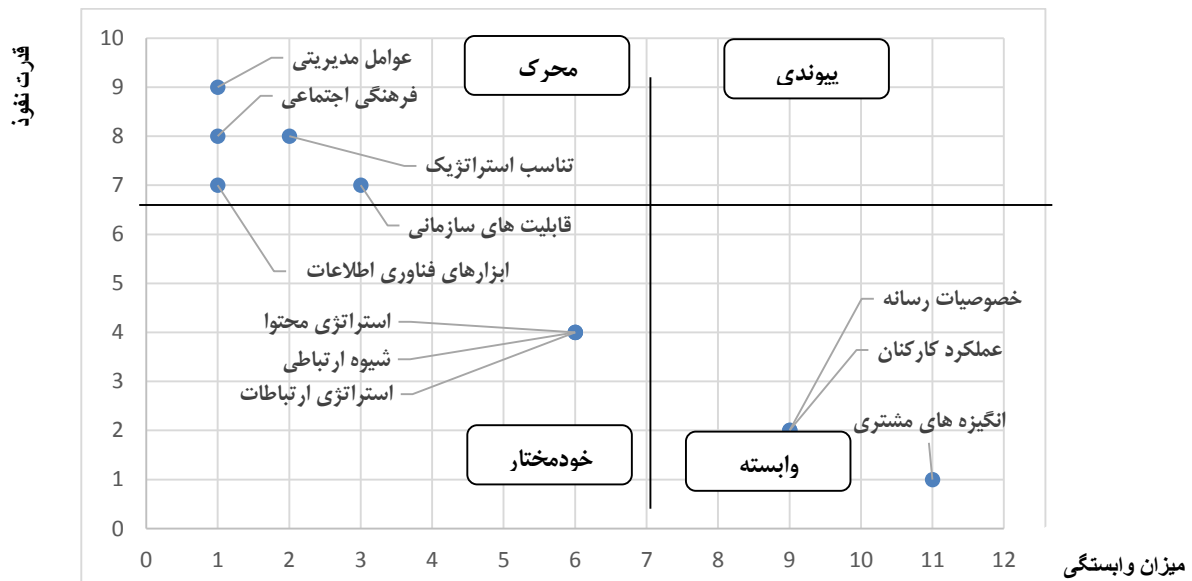 قدرت نفوذ
10
9
8
7
6
5
4
3
2
1
0
محرک
پیوندی
عوامل مدیریتی
فرهنگی اجتماعی
تناسب استراتژیک
قابلیت های سازمانی
ابزارهای فناوری اطلاعات
خصوصیات رسانه
استراتژی محتوا
عملکرد کارکنان
شیوه ارتباطی
استراتژی ارتباطات
انگیزه های مشتری
خودمختار
وابسته
0 1 2 3 4 5 6 7 8 9 10 11 12
میزان وابستگی